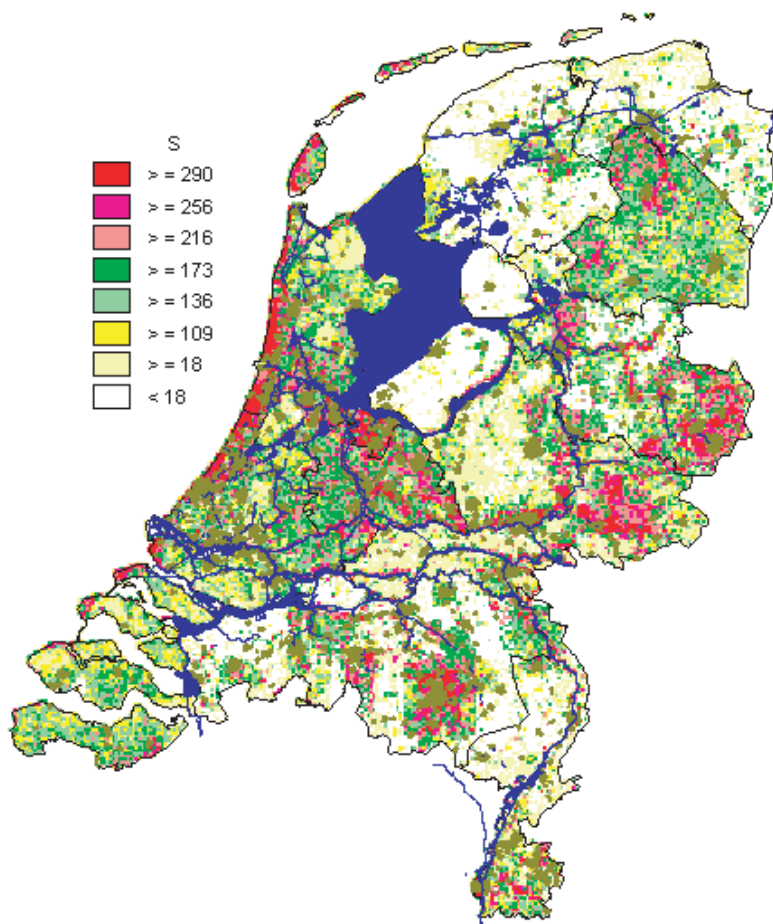 S
> = 290
> = 256
> = 216
> = 173
> = 136
> = 109
> = 18
< 18